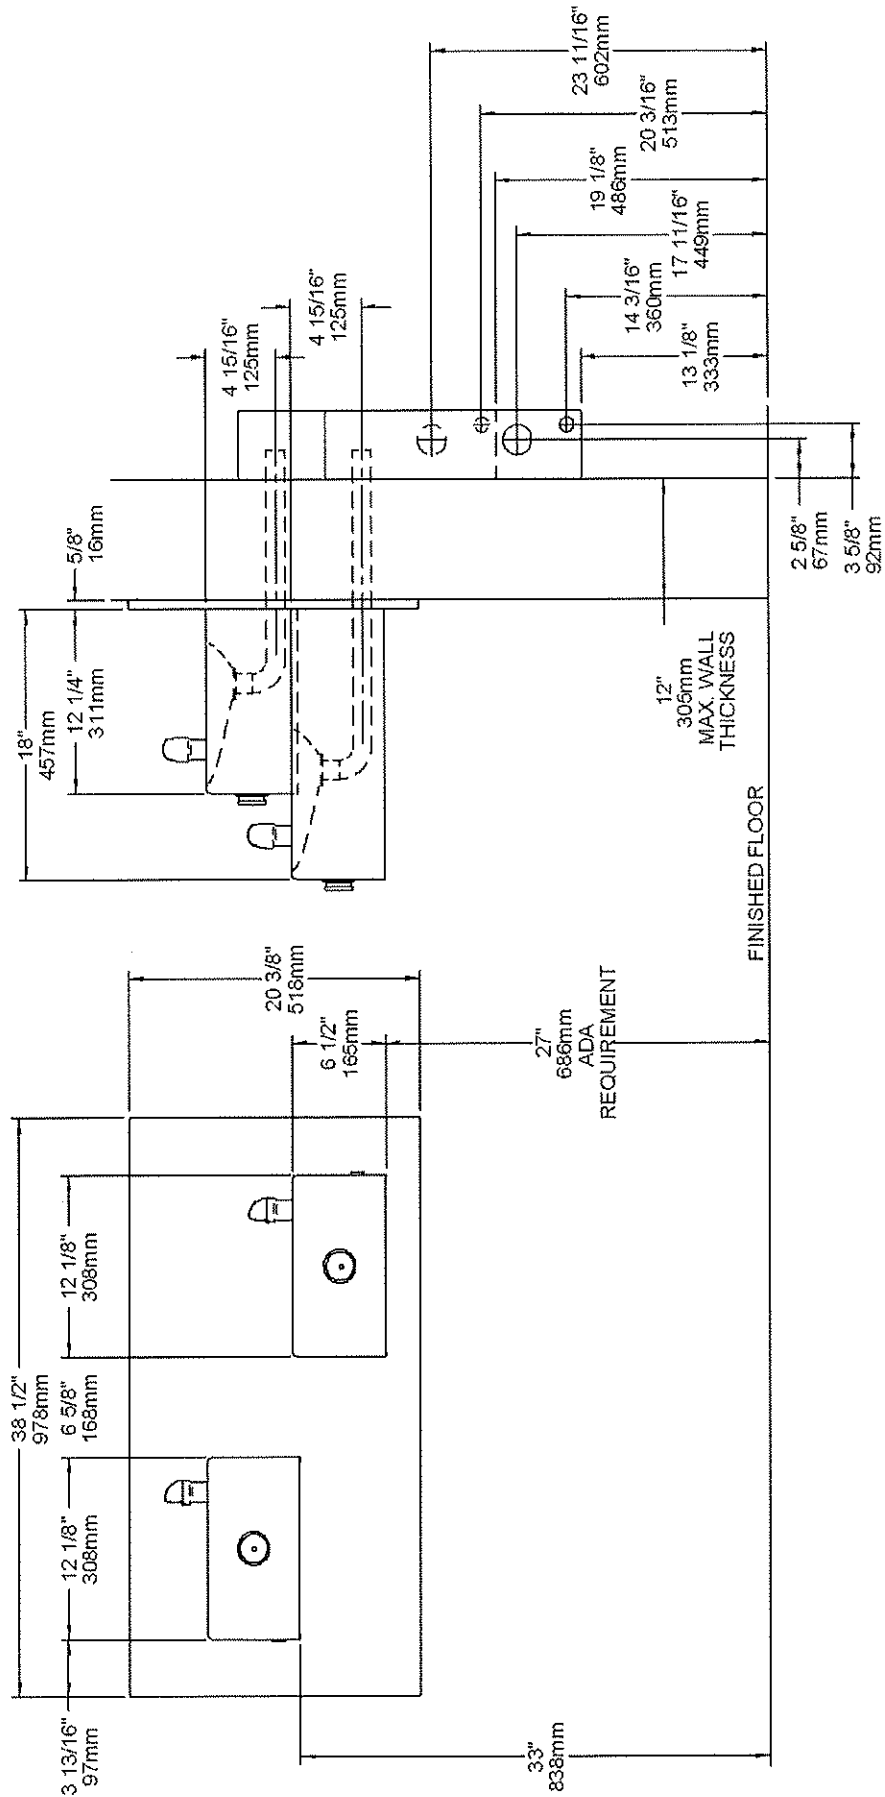 38 1/2"
978mm
3 13/16"
97mm
12 1/8"
308mm
6 5/8"
168mm
12 1/8"
308mm
20 3/8"
518mm
6 1/2"
165mm
27"
686mm
ADA
REQUIREMENT
33"
838mm
FINISHED FLOOR
18"
457mm
12 1/4"
311mm
5/8"
16mm
4 15/16"
125mm
4 15/16"
125mm
12"
305mm
MAX. WALL
THICKNESS
23 11/16"
602mm
20 3/16"
513mm
19 1/8"
486mm
17 11/16"
449mm
14 3/16"
360mm
13 1/8"
333mm
2 5/8"
67mm
3 5/8"
92mm